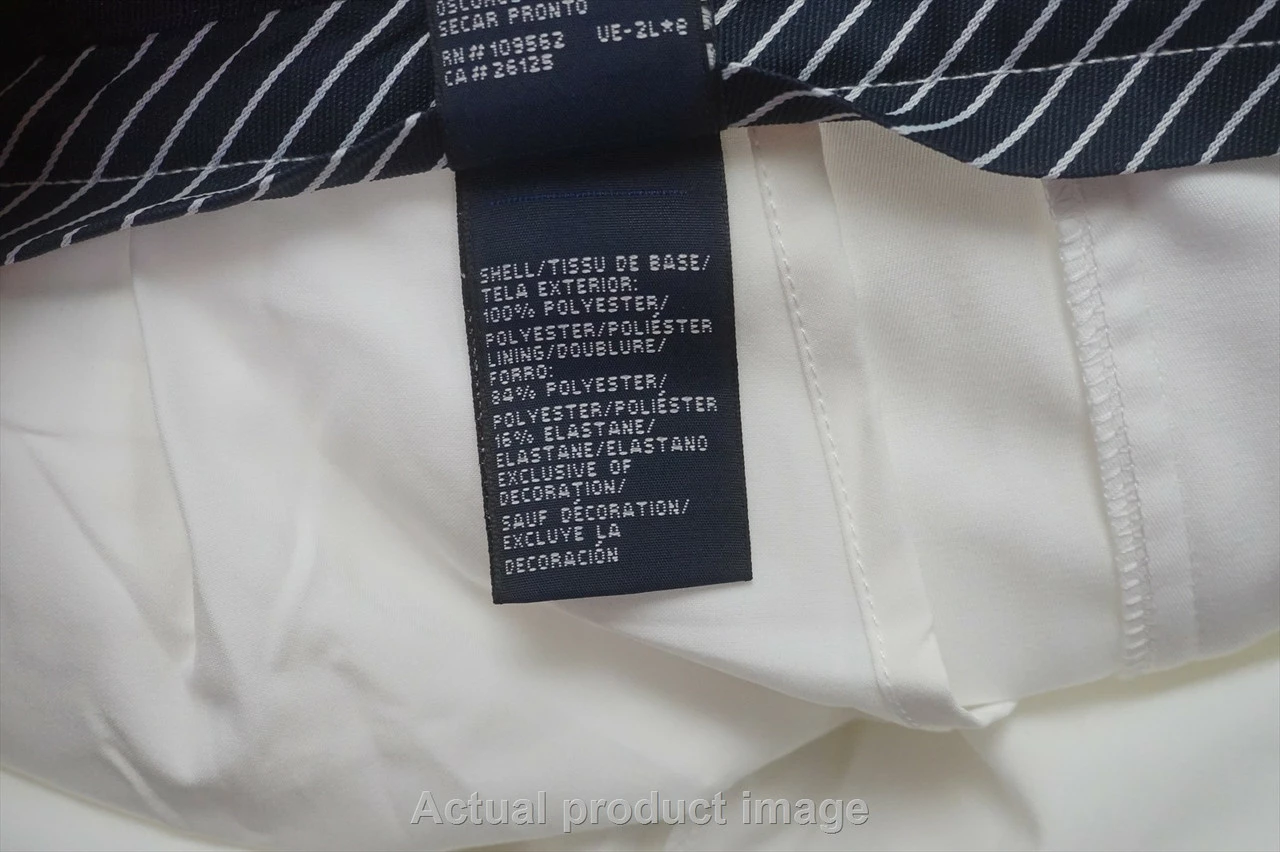 SECAR PRONTO
RN # 109562 UE-2L*8
CA # 26125
SHELL/TISSU DE BASE/
TELA EXTERIOR:
100% POLYESTER/
POLYESTER/POLIÉSTER
LINING/DOUBLURE/
FORRO:
84% POLYESTER/
POLYESTER/POLIÉSTER
16% ELASTANE/
ELASTANE/ELASTANO
EXCLUSIVE OF
DECORATION/
SAUF DÉCORATION/
EXCLUYE LA
DECORACIÓN
Actual product image